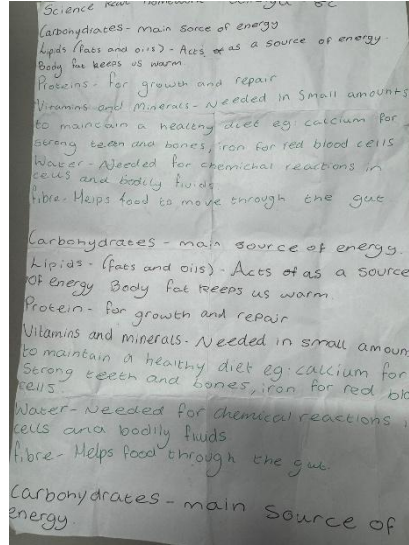 Science
Carbohydrates - main sorce of energy
Lipids (fats and oils) - Acts as a source of energy.
Body fat keeps us warm
Proteins - for growth and repair
Vitamins and Minerals - Needed in small amounts
to maintain a healthy diet eg: calcium for
strong teeth and bones, iron for red blood cells
Water - Needed for chemichal reactions in
cells and bodily fluids
fibre - Helps food to move through the gut
Carbohydrates - main source of energy.
Lipids - (fats and oils) - Acts as a source
of energy Body fat keeps us warm.
Protein - for growth and repair
Vitamins and minerals - Needed in small amoun
to maintain a healthy diet eg: calcium for
Strong teeth and bones, iron for red blo
cells.
Water - Needed for chemical reactions i
cells and bodily fluids
fibre - Helps food through the gut.
Carbohydrates - main source of
energy.